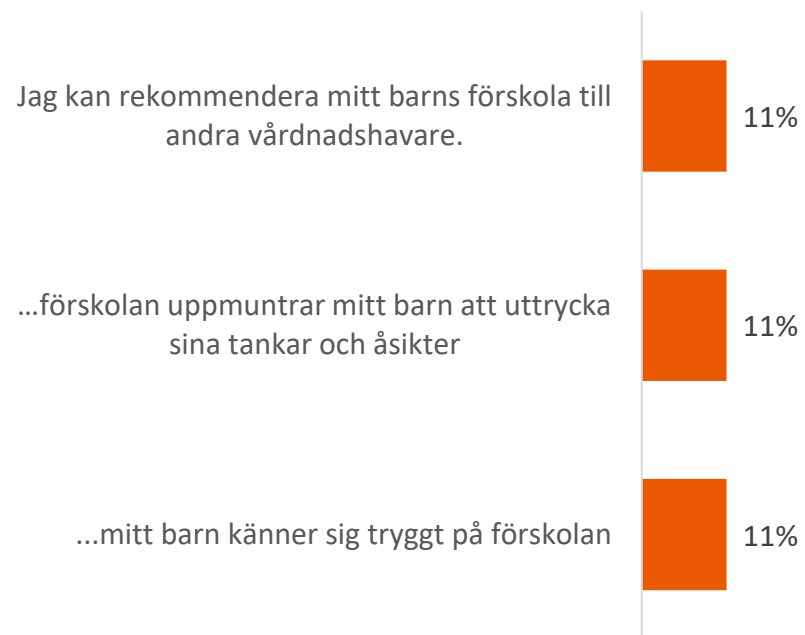 Jag kan rekommendera mitt barns förskola till
andra vårdnadshavare.
11%
…förskolan uppmuntrar mitt barn att uttrycka
sina tankar och åsikter
11%
...mitt barn känner sig tryggt på förskolan
11%